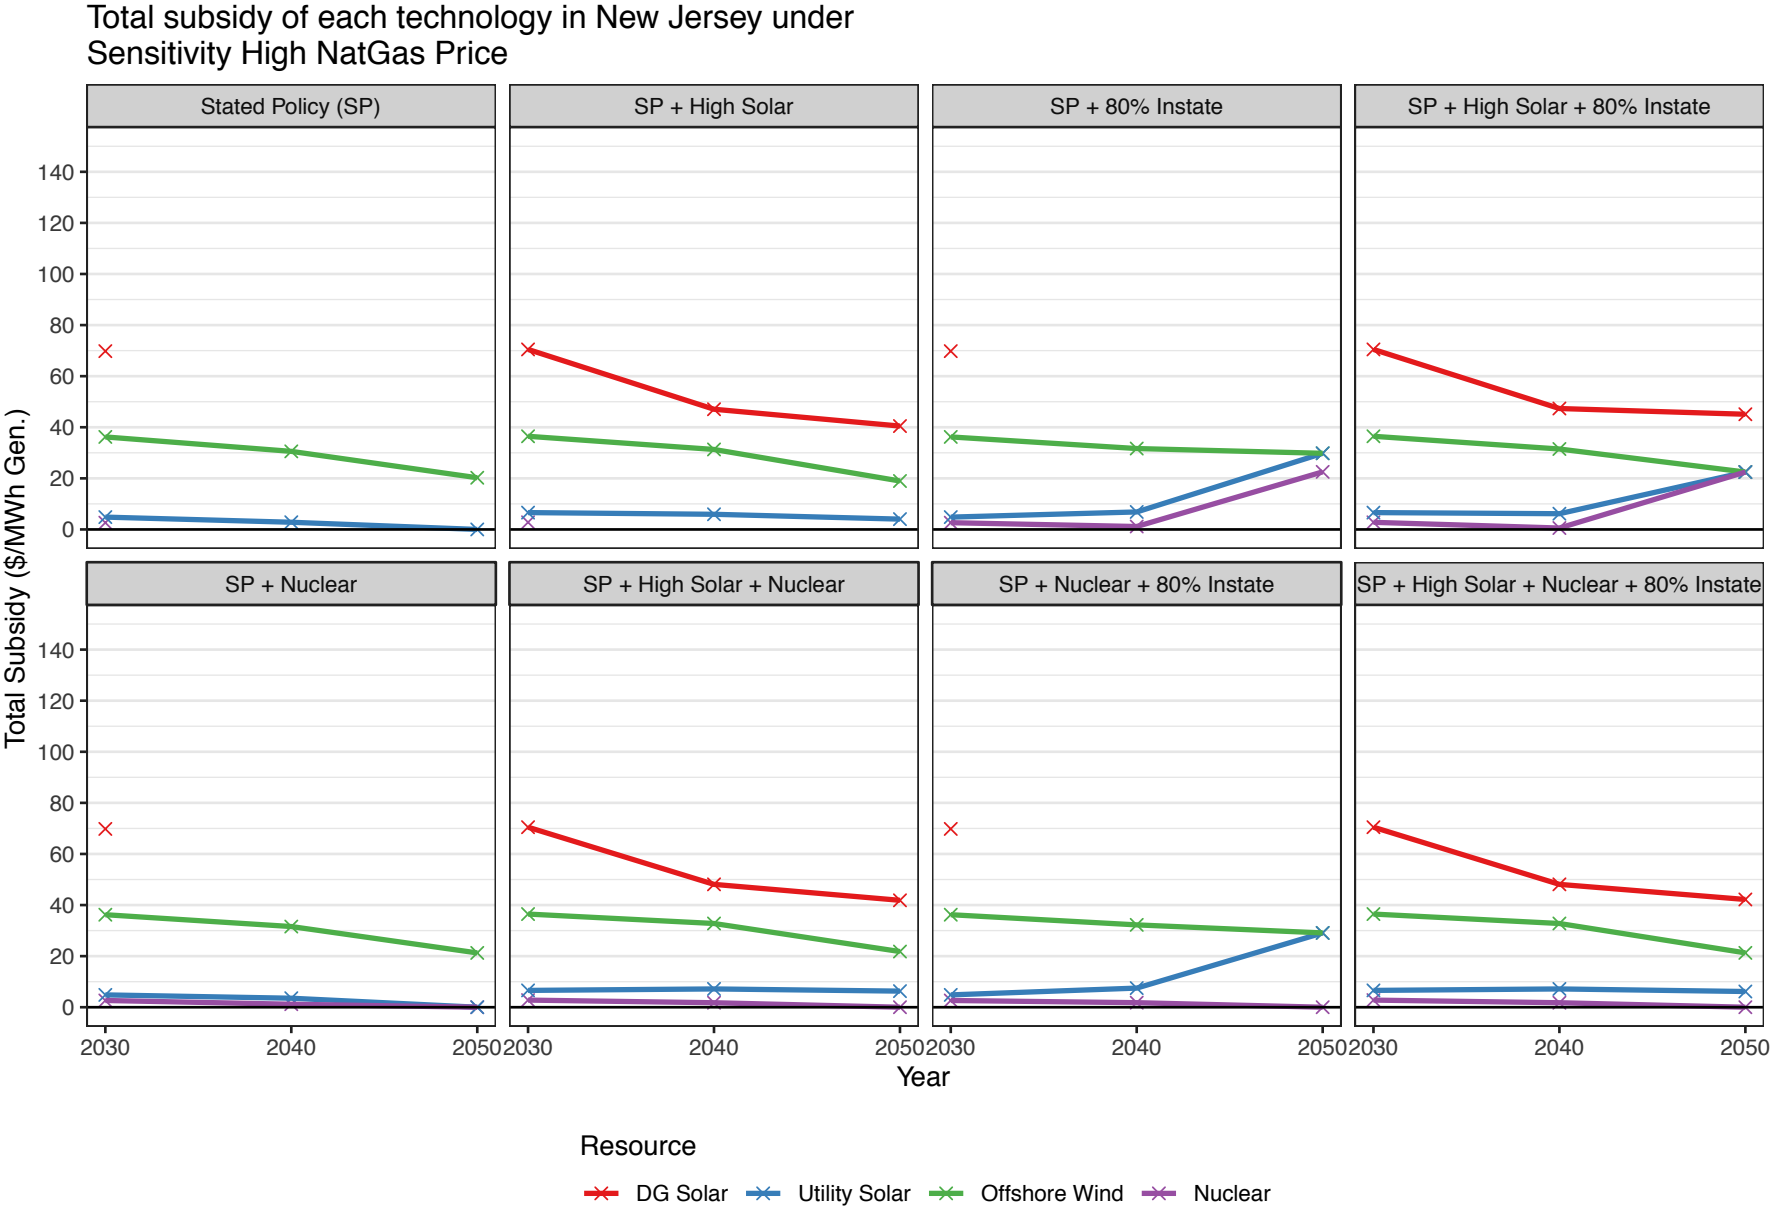 Total subsidy of each technology in New Jersey under
Sensitivity High NatGas Price
Stated Policy (SP)
SP + High Solar
SP + 80% Instate
SP + High Solar + 80% Instate
140
120
100
80
60
40
20
0
SP + Nuclear
SP + High Solar + Nuclear
SP + Nuclear + 80% Instate
SP + High Solar + Nuclear + 80% Instate
140
120
100
80
60
40
20
0
Total Subsidy ($/MWh Gen.)
2030 2040 2050
2030 2040 2050
2030 2040 2050
2030 2040 2050
Year
Resource
DG Solar Utility Solar Offshore Wind Nuclear